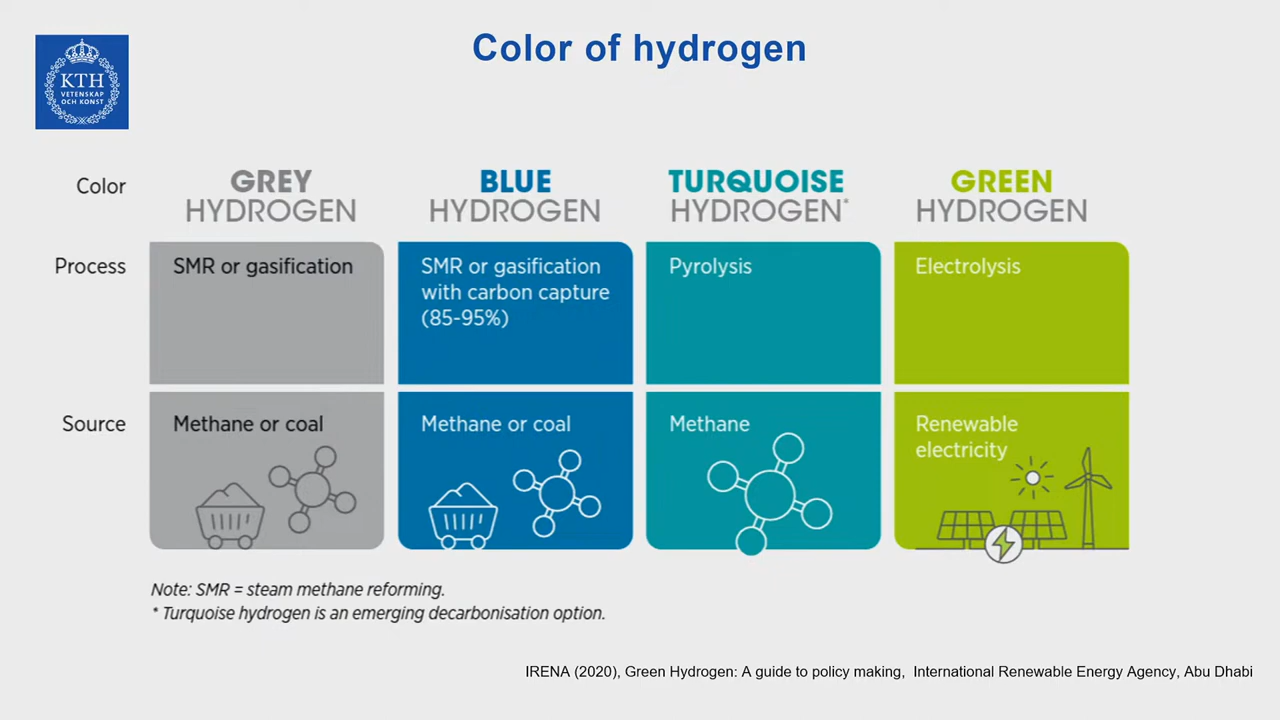 Color of hydrogen
KTH
VETENSKAP
OCH KONST
Color
GREY
HYDROGEN
BLUE
HYDROGEN
TURQUOISE
HYDROGEN*
GREEN
HYDROGEN
Process
SMR or gasification
SMR or gasification
with carbon capture
(85-95%)
Pyrolysis
Electrolysis
Source
Methane or coal
Methane or coal
Methane
Renewable
electricity
Note: SMR = steam methane reforming.
* Turquoise hydrogen is an emerging decarbonisation option.
IRENA (2020), Green Hydrogen: A guide to policy making, International Renewable Energy Agency, Abu Dhabi